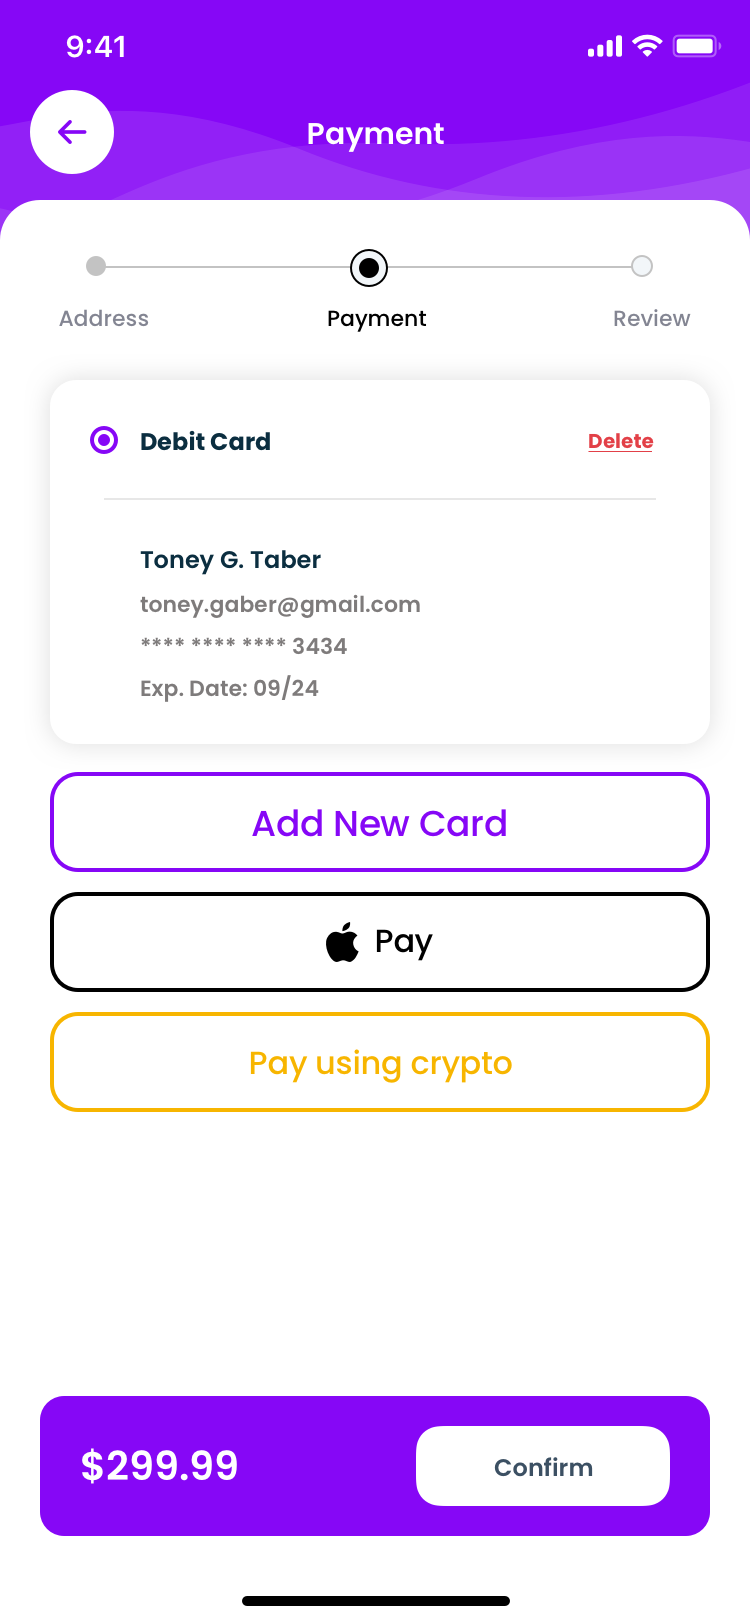 9:41
Payment
Address
Payment
Review
Debit Card
Delete
Toney G. Taber
toney.gaber@gmail.com
**** **** **** 3434
Exp. Date: 09/24
Add New Card
Pay
Pay using crypto
$299.99
Confirm